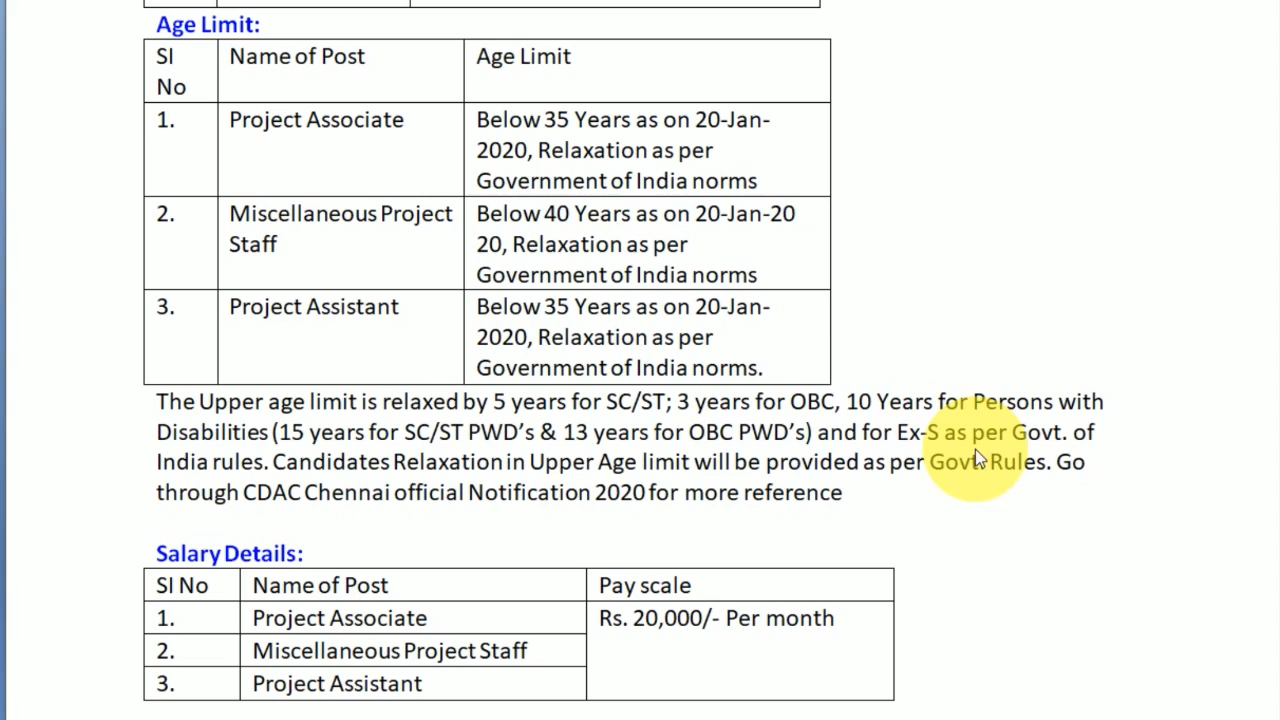 Age Limit:
Sl No Name of Post Age Limit
1. Project Associate Below 35 Years as on 20-Jan-
2020, Relaxation as per
Government of India norms
2. Miscellaneous Project Staff Below 40 Years as on 20-Jan-20
20, Relaxation as per
Government of India norms
3. Project Assistant Below 35 Years as on 20-Jan-
2020, Relaxation as per
Government of India norms.
The Upper age limit is relaxed by 5 years for SC/ST; 3 years for OBC, 10 Years for Persons with
Disabilities (15 years for SC/ST PWD’s & 13 years for OBC PWD’s) and for Ex-S as per Govt. of
India rules. Candidates Relaxation in Upper Age limit will be provided as per Govt. Rules. Go
through CDAC Chennai official Notification 2020 for more reference
Salary Details:
Sl No Name of Post Pay scale
1. Project Associate Rs. 20,000/- Per month
2. Miscellaneous Project Staff
3. Project Assistant